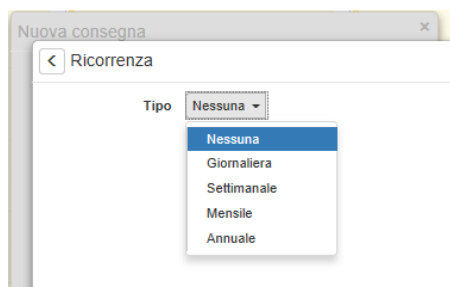 Nuova consegna ×
< Ricorrenza
Tipo Nessuna
Nessuna
Giornaliera
Settimanale
Mensile
Annuale